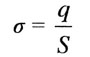 σ = q/S